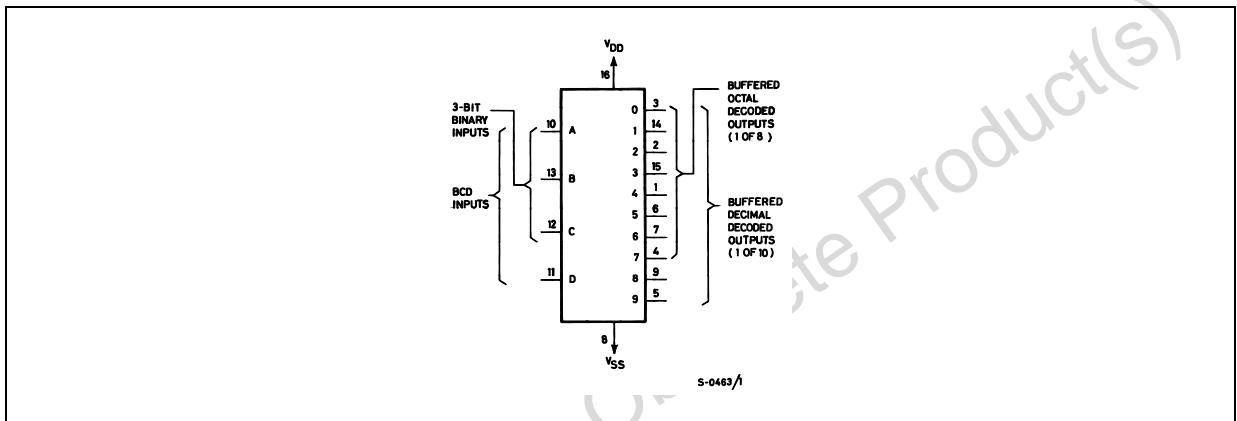 VDD
16
3-BIT
BINARY
INPUTS
BCD
INPUTS
10 A
13 B
12 C
11 D
0 3
1 14
2 2
3 15
4 1
5 6
6 7
7 4
8 9
9 5
BUFFERED
OCTAL
DECODED
OUTPUTS
(1 OF 8)
BUFFERED
DECIMAL
DECODED
OUTPUTS
(1 OF 10)
8
VSS
S-0463/1
Product(s)